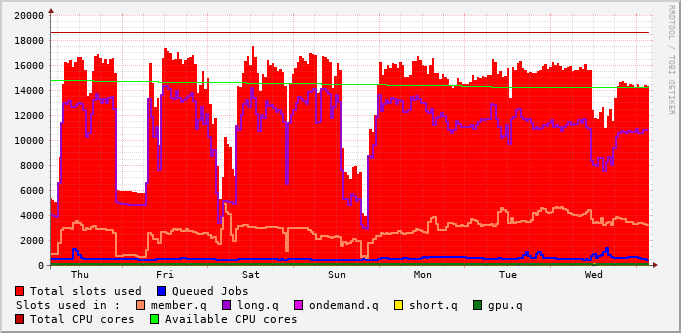 20000
18000
16000
14000
12000
10000
8000
6000
4000
2000
0
Thu Fri Sat Sun Mon Tue Wed
RRDTOOL / TOBI OETIKER
Total slots used Queued Jobs
Slots used in : member.q long.q ondemand.q short.q gpu.q
Total CPU cores Available CPU cores